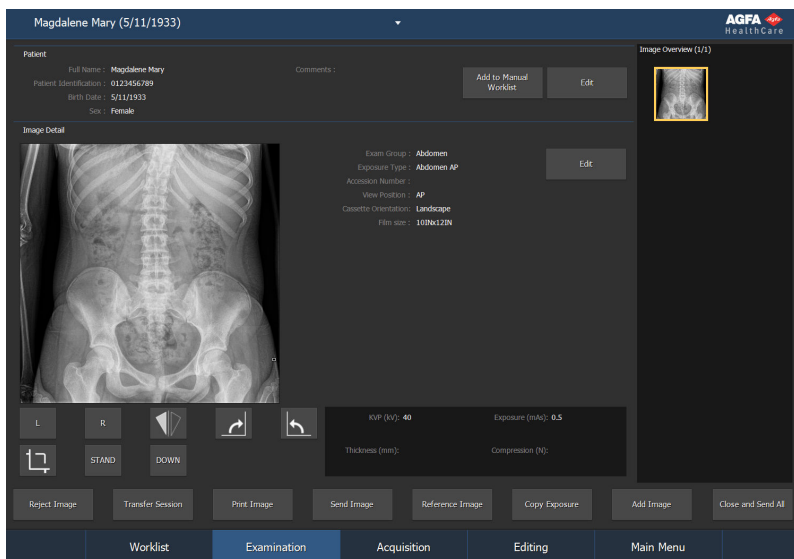 Magdalene Mary (5/11/1933)
AGFA Agfa
HealthCare
Patient
Full Name : Magdalene Mary
Comments :
Patient Identification : 0123456789
Birth Date : 5/11/1933
Sex : Female
Add to Manual
Worklist
Edit
Image Overview (1/1)
Image Detail
Exam Group : Abdomen
Exposure Type : Abdomen AP
Accession Number :
View Position : AP
Cassette Orientation: Landscape
Film size : 10INx12IN
Edit
L R
STAND DOWN
KVP (kV): 40 Exposure (mAs): 0.5
Thickness (mm): Compression (N):
Reject Image Transfer Session Print Image Send Image Reference Image Copy Exposure Add Image Close and Send All
Worklist Examination Acquisition Editing Main Menu